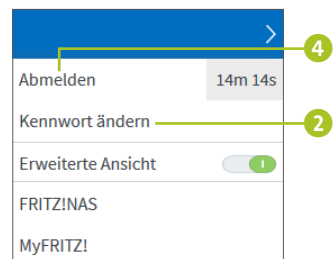 4
Abmelden 14m 14s
Kennwort ändern 2
Erweiterte Ansicht
FRITZ!NAS
MyFRITZ!